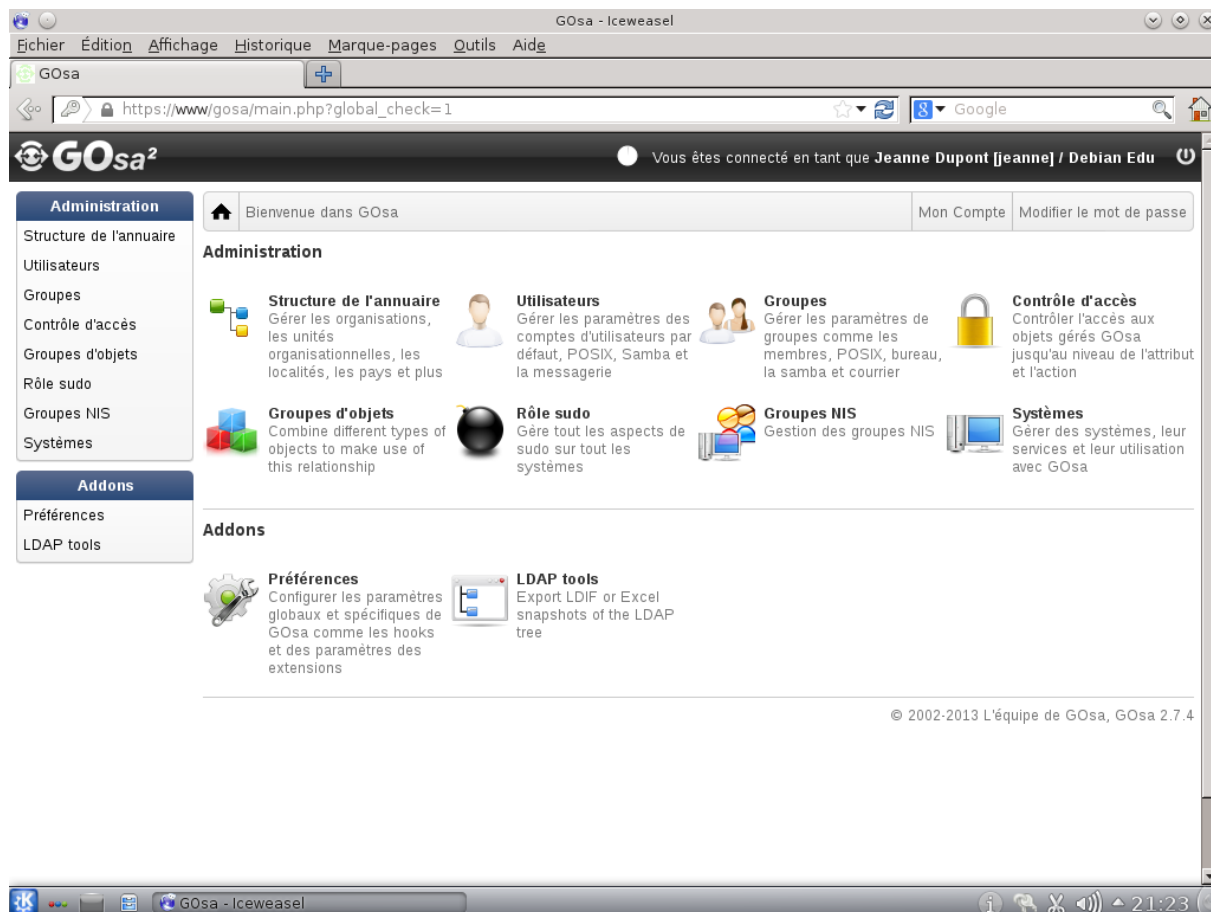 GOsa - Iceweasel
Fichier Édition Affichage Historique Marque-pages Outils Aide
GOsa
https://www/gosa/main.php?global_check=1
Google
GOsa²
Vous êtes connecté en tant que Jeanne Dupont [jeanne] / Debian Edu
Administration
Structure de l'annuaire
Utilisateurs
Groupes
Contrôle d'accès
Groupes d'objets
Rôle sudo
Groupes NIS
Systèmes
Addons
Préférences
LDAP tools
Bienvenue dans GOsa
Mon Compte
Modifier le mot de passe
Administration
Structure de l'annuaire
Gérer les organisations,
les unités
organisationnelles, les
localités, les pays et plus
Utilisateurs
Gérer les paramètres des
comptes d'utilisateurs par
défaut, POSIX, Samba et
la messagerie
Groupes
Gérer les paramètres de
groupes comme les
membres, POSIX, bureau,
la samba et courrier
Contrôle d'accès
Contrôler l'accès aux
objets gérés GOsa
jusqu'au niveau de l'attribut
et l'action
Groupes d'objets
Combine different types of
objects to make use of
this relationship
Rôle sudo
Gère tout les aspects de
sudo sur tout les
systèmes
Groupes NIS
Gestion des groupes NIS
Systèmes
Gérer des systèmes, leur
services et leur utilisation
avec GOsa
Addons
Préférences
Configurer les paramètres
globaux et spécifiques de
GOsa comme les hooks
et des paramètres des
extensions
LDAP tools
Export LDIF or Excel
snapshots of the LDAP
tree
© 2002-2013 L'équipe de GOsa, GOsa 2.7.4
GOsa - Iceweasel
21:23